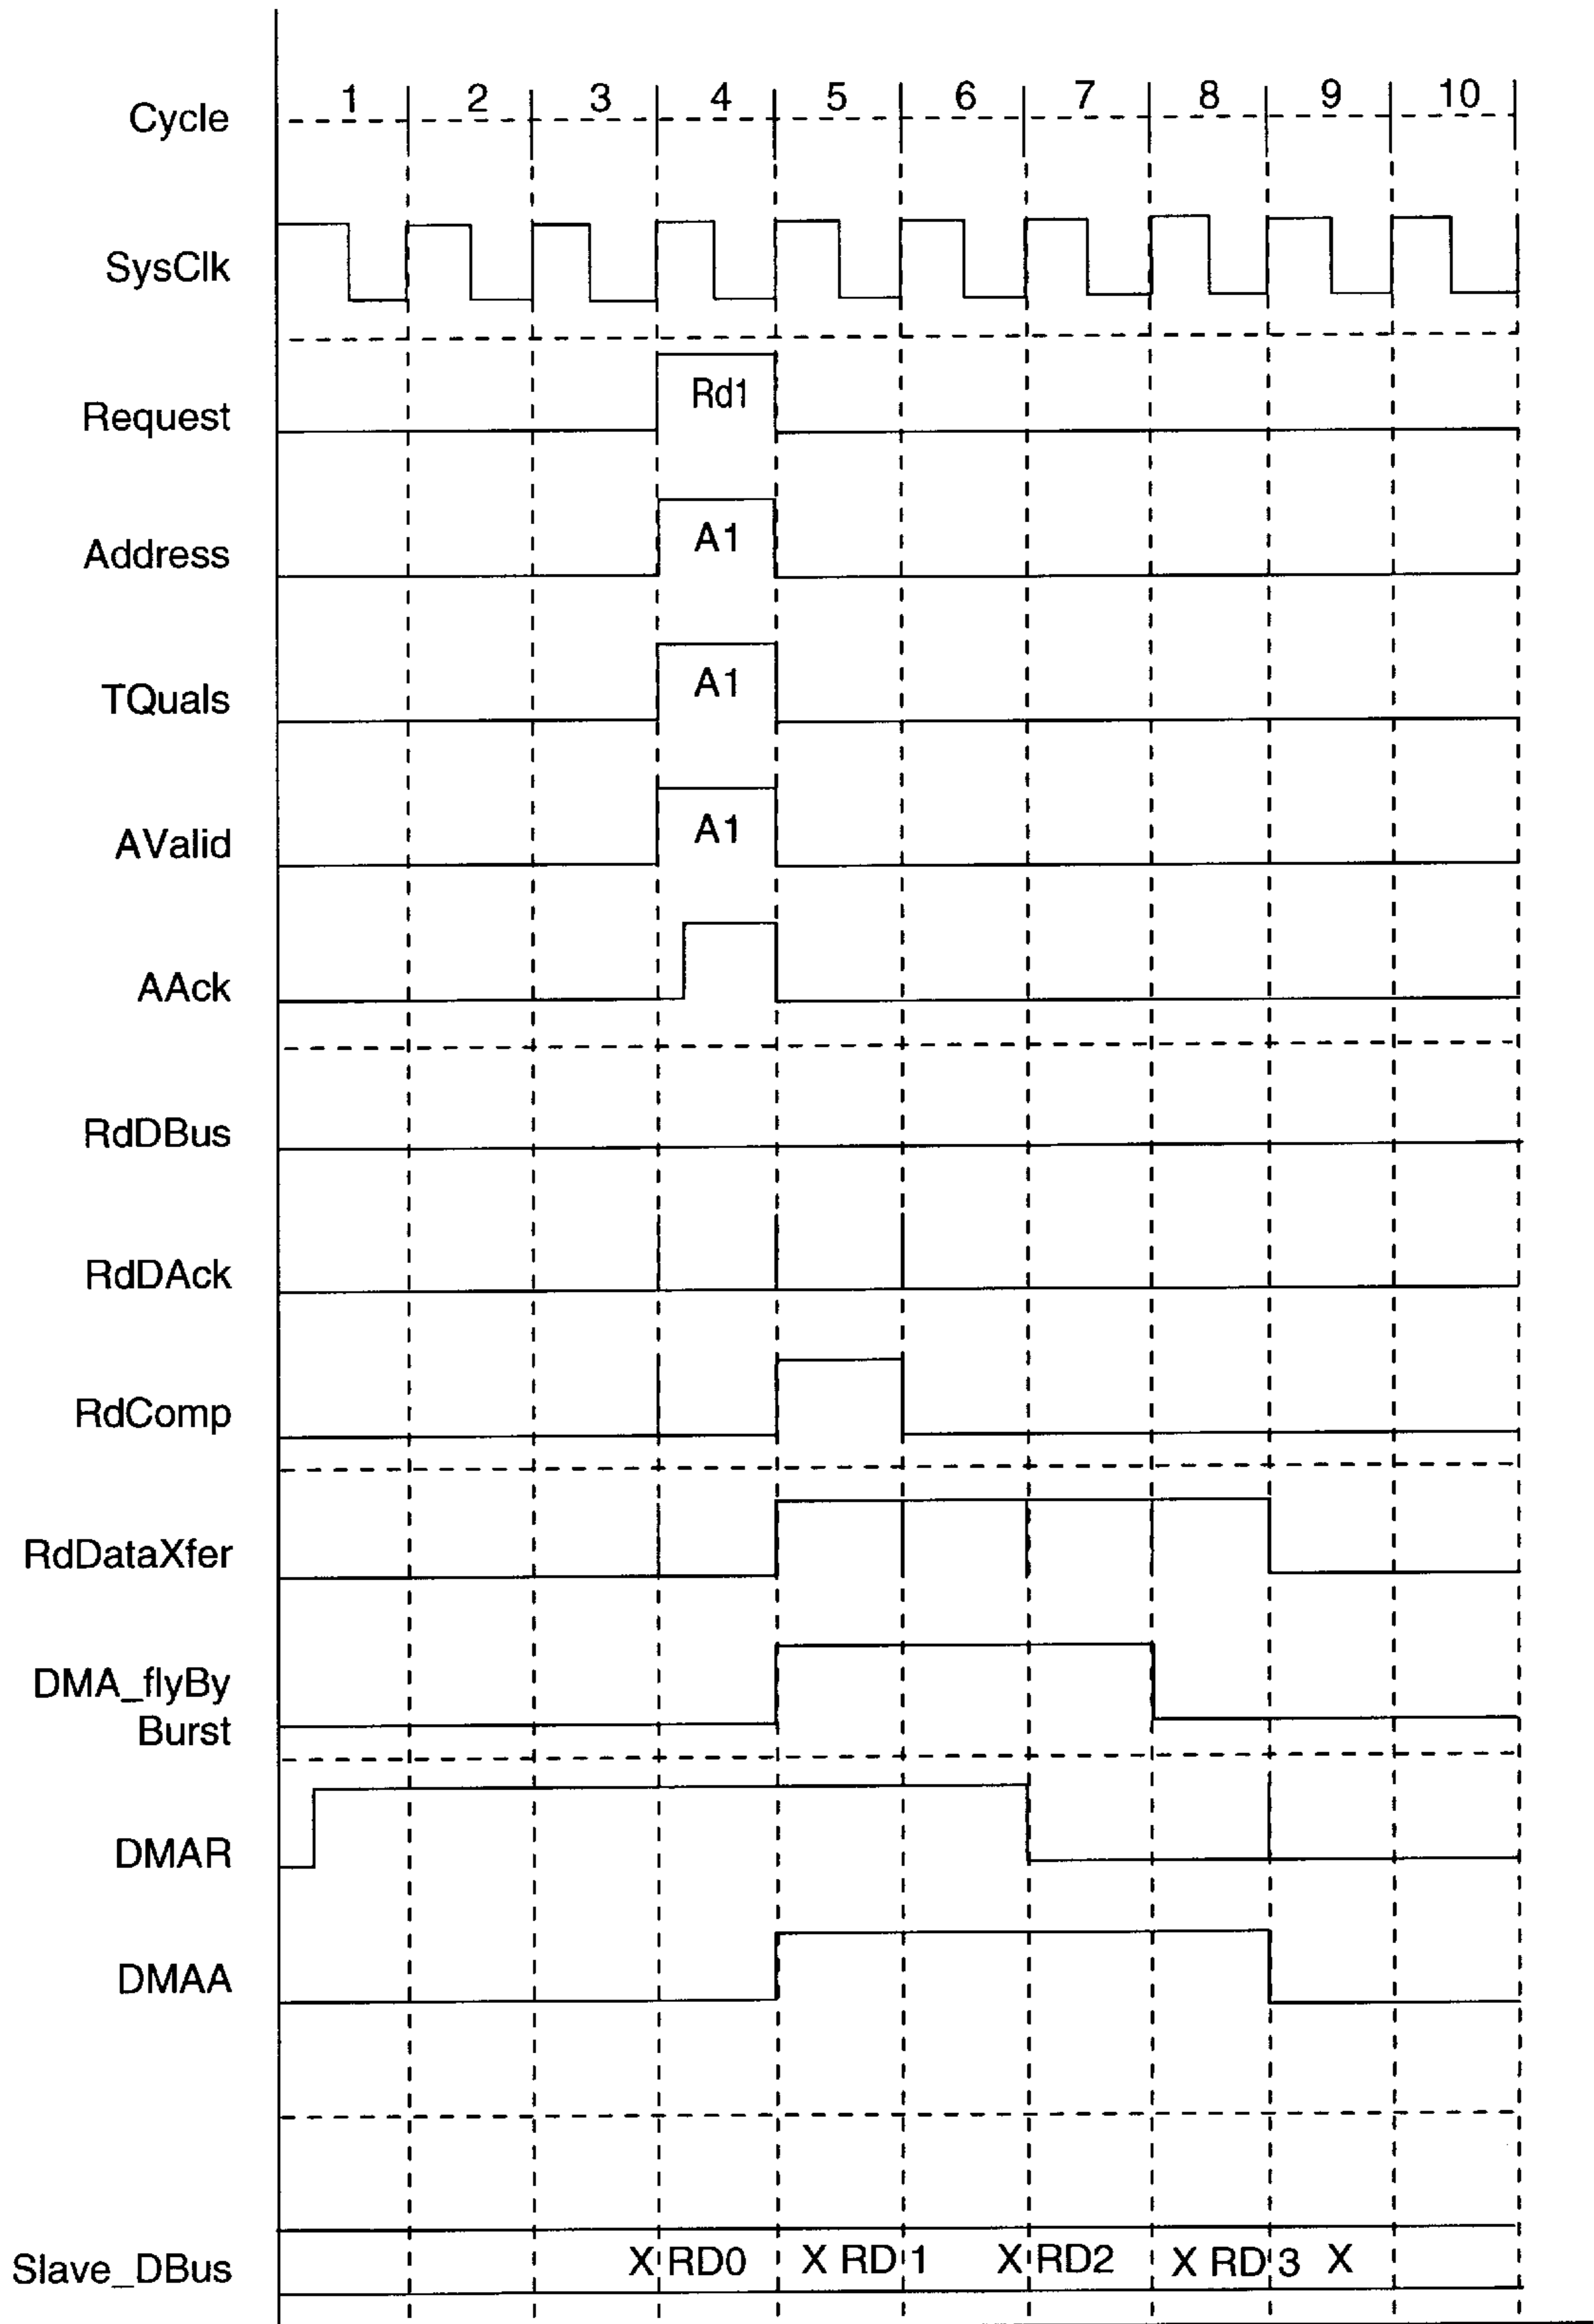 Cycle 1 2 3 4 5 6 7 8 9 10
SysClk
Request Rd1
Address A1
TQuals A1
AValid A1
AAck
RdDBus
RdDAck
RdComp
RdDataXfer
DMA_flyBy
Burst
DMAR
DMAA
Slave_DBus X RD0 X RD 1 X RD2 X RD 3 X